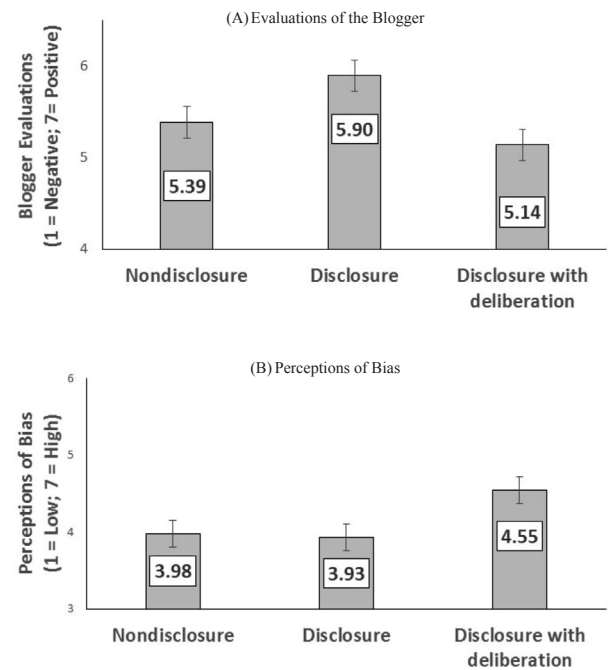 (A) Evaluations of the Blogger
Blogger Evaluations
(1 = Negative; 7= Positive)
6
5
4
5.39
5.90
5.14
Nondisclosure
Disclosure
Disclosure with
deliberation
(B) Perceptions of Bias
Perceptions of Bias
(1 = Low; 7 = High)
6
5
4
3
3.98
3.93
4.55
Nondisclosure
Disclosure
Disclosure with
deliberation